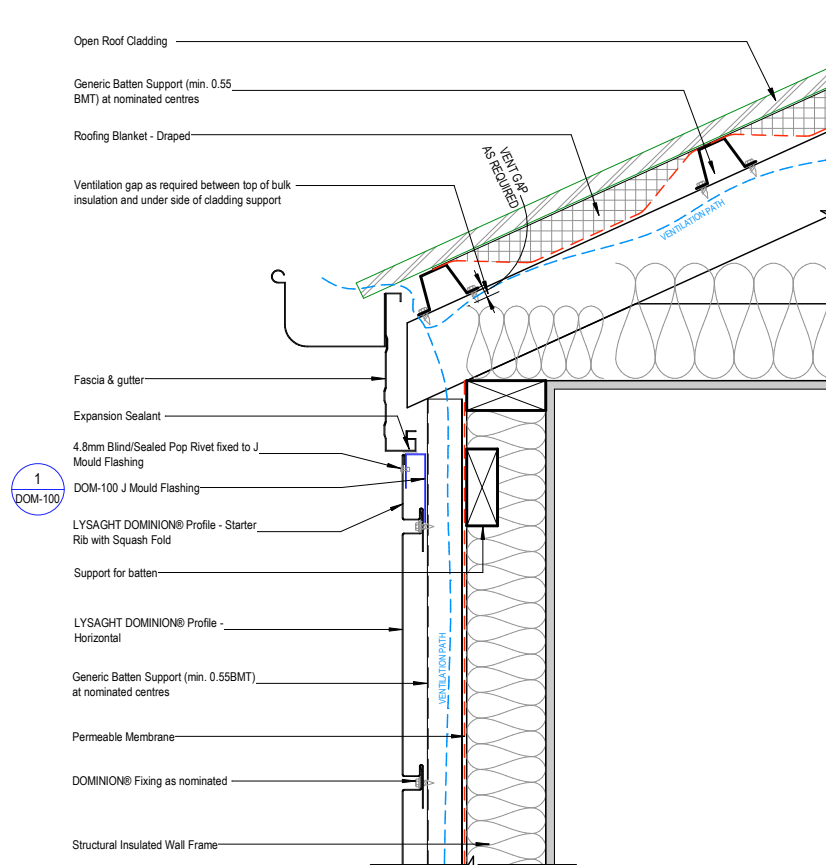 Open Roof Cladding
Generic Batten Support (min. 0.55
BMT) at nominated centres
Roofing Blanket - Draped
Ventilation gap as required between top of bulk
insulation and under side of cladding support
VENT GAP
AS REQUIRED
VENTILATION PATH
Fascia & gutter
Expansion Sealant
4.8mm Blind/Sealed Pop Rivet fixed to J
Mould Flashing
1
DOM-100
DOM-100 J Mould Flashing
LYSAGHT DOMINION® Profile - Starter
Rib with Squash Fold
Support for batten
LYSAGHT DOMINION® Profile -
Horizontal
Generic Batten Support (min. 0.55BMT)
at nominated centres
VENTILATION PATH
Permeable Membrane
DOMINION® Fixing as nominated
Structural Insulated Wall Frame